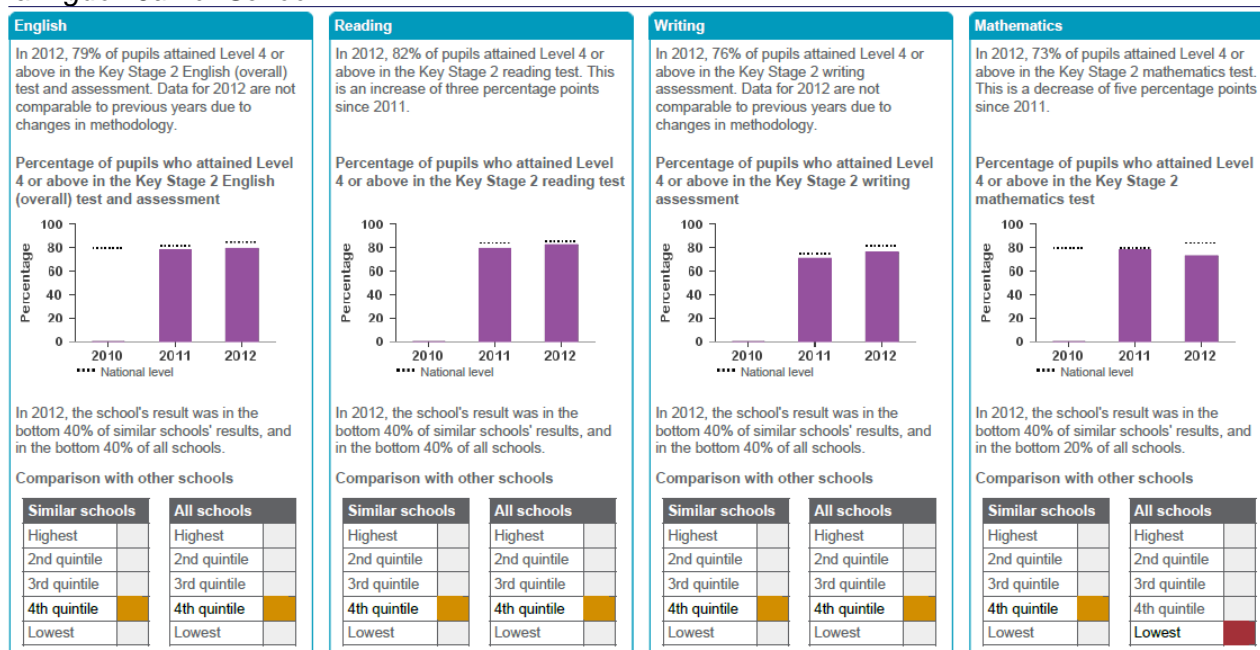 English
In 2012, 79% of pupils attained Level 4 or
above in the Key Stage 2 English (overall)
test and assessment. Data for 2012 are not
comparable to previous years due to
changes in methodology.
Percentage of pupils who attained Level
4 or above in the Key Stage 2 English
(overall) test and assessment
Percentage
100
80
60
40
20
0
2010 2011 2012
National level
In 2012, the school's result was in the
bottom 40% of similar schools' results, and
in the bottom 40% of all schools.
Comparison with other schools
Similar schools All schools
Highest Highest
2nd quintile 2nd quintile
3rd quintile 3rd quintile
4th quintile 4th quintile
Lowest Lowest
Reading
In 2012, 82% of pupils attained Level 4 or
above in the Key Stage 2 reading test. This
is an increase of three percentage points
since 2011.
Percentage of pupils who attained Level
4 or above in the Key Stage 2 reading test
Percentage
100
80
60
40
20
0
2010 2011 2012
National level
In 2012, the school's result was in the
bottom 40% of similar schools' results, and
in the bottom 40% of all schools.
Comparison with other schools
Similar schools All schools
Highest Highest
2nd quintile 2nd quintile
3rd quintile 3rd quintile
4th quintile 4th quintile
Lowest Lowest
Writing
In 2012, 76% of pupils attained Level 4 or
above in the Key Stage 2 writing
assessment. Data for 2012 are not
comparable to previous years due to
changes in methodology.
Percentage of pupils who attained Level
4 or above in the Key Stage 2 writing
assessment
Percentage
100
80
60
40
20
0
2010 2011 2012
National level
In 2012, the school's result was in the
bottom 40% of similar schools' results, and
in the bottom 40% of all schools.
Comparison with other schools
Similar schools All schools
Highest Highest
2nd quintile 2nd quintile
3rd quintile 3rd quintile
4th quintile 4th quintile
Lowest Lowest
Mathematics
In 2012, 73% of pupils attained Level 4 or
above in the Key Stage 2 mathematics test.
This is a decrease of five percentage points
since 2011.
Percentage of pupils who attained Level
4 or above in the Key Stage 2
mathematics test
Percentage
100
80
60
40
20
0
2010 2011 2012
National level
In 2012, the school's result was in the
bottom 40% of similar schools' results, and
in the bottom 20% of all schools.
Comparison with other schools
Similar schools All schools
Highest Highest
2nd quintile 2nd quintile
3rd quintile 3rd quintile
4th quintile 4th quintile
Lowest Lowest